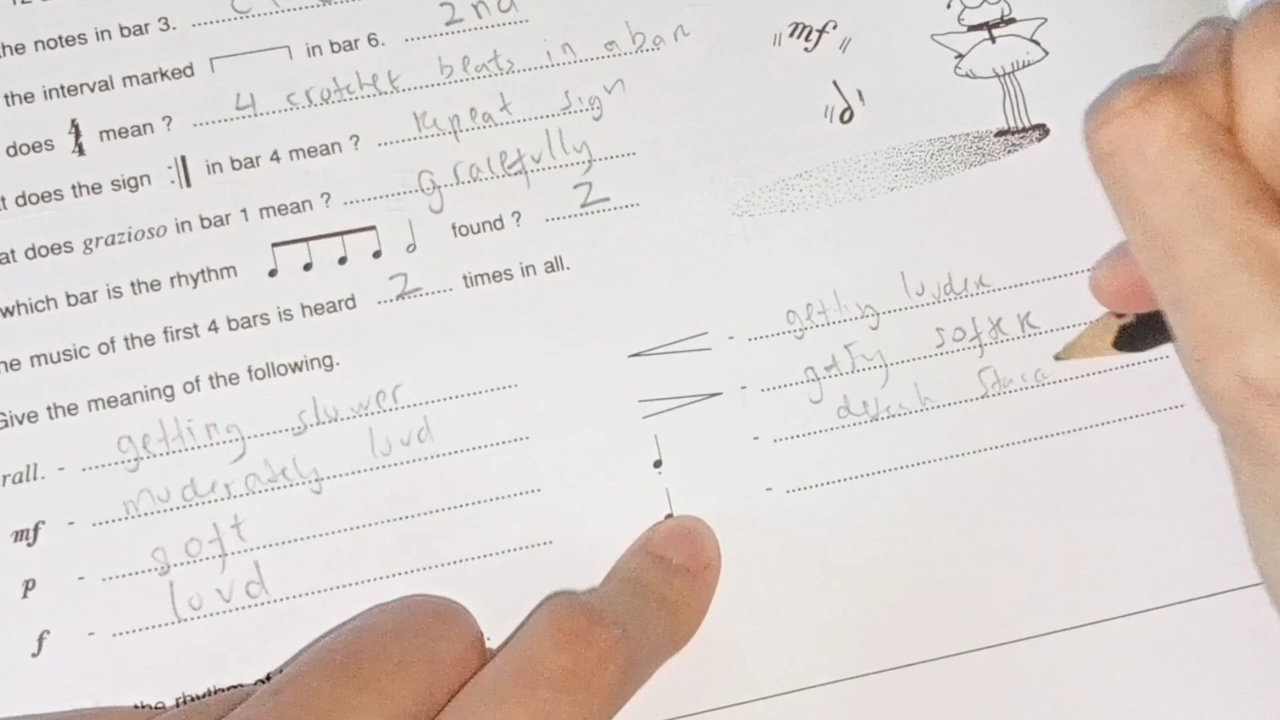 he notes in bar 3.
the interval marked in bar 6. 2nd
does 4/4 mean ? 4 crotchet beats in a bar
t does the sign :|| in bar 4 mean ? repeat sign
at does grazioso in bar 1 mean ? gracefully
which bar is the rhythm found ? 2
he music of the first 4 bars is heard 2 times in all.
Give the meaning of the following.
rall. - getting slower
mf - moderately loud
p - soft
f - loud
- getting louder
- getting
-
-
"mf"
the rhythm of